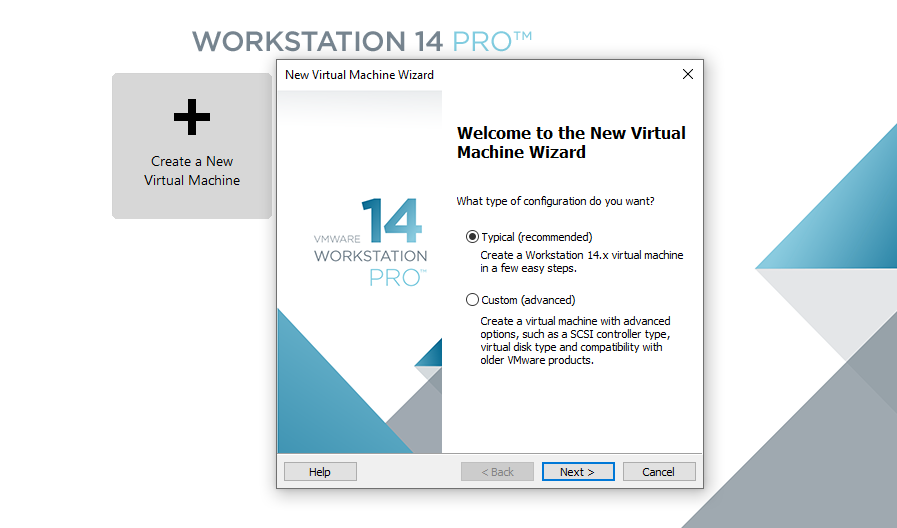 WORKSTATION 14 PRO™
New Virtual Machine Wizard
Create a New
Virtual Machine
VMWARE 14
WORKSTATION
PRO™
Welcome to the New Virtual
Machine Wizard
What type of configuration do you want?
Typical (recommended)
Create a Workstation 14.x virtual machine
in a few easy steps.
Custom (advanced)
Create a virtual machine with advanced
options, such as a SCSI controller type,
virtual disk type and compatibility with
older VMware products.
Help
< Back
Next >
Cancel